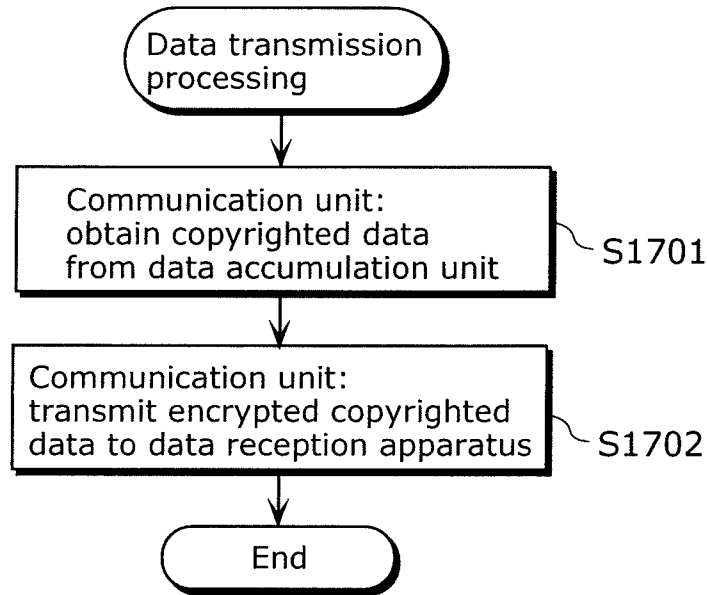 Data transmission
processing
Communication unit:
obtain copyrighted data
from data accumulation unit
S1701
Communication unit:
transmit encrypted copyrighted
data to data reception apparatus
S1702
End